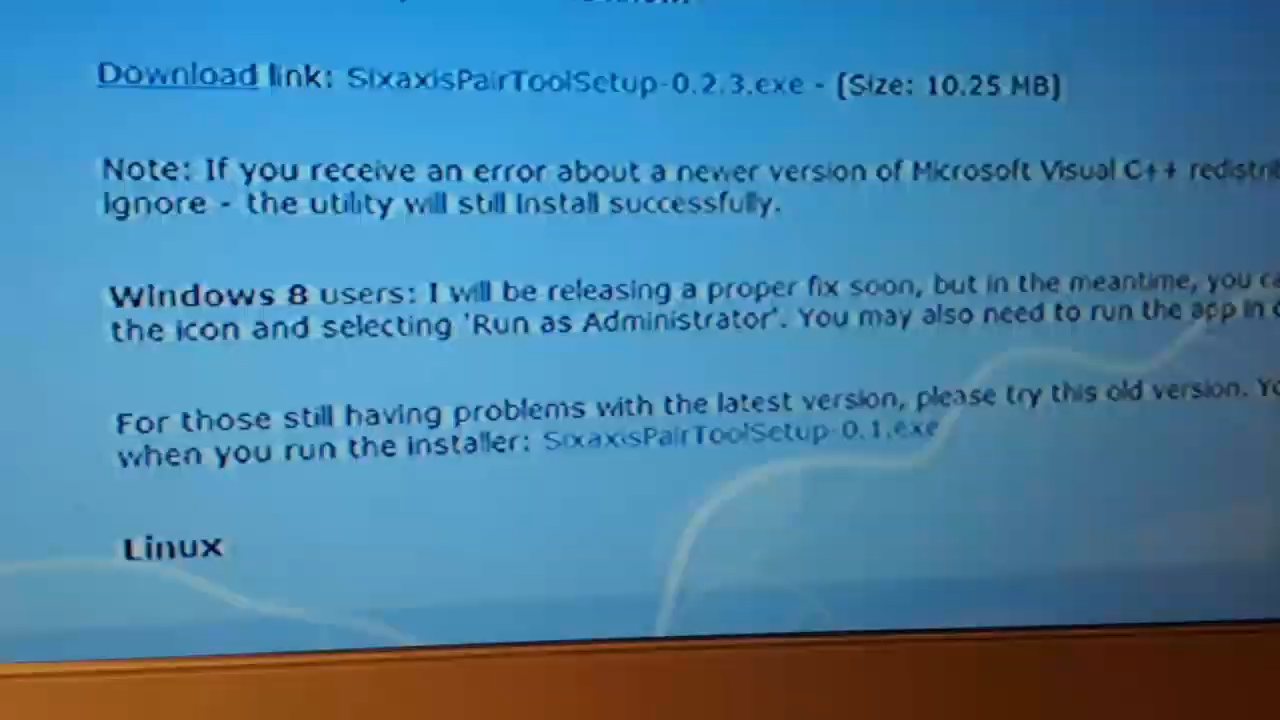 Download link: SixaxisPairToolSetup-0.2.3.exe - [Size: 10.25 MB]
Note: If you receive an error about a newer version of Microsoft Visual C++
ignore - the utility will still install successfully.
Windows 8 users: I will be releasing a proper fix soon, but in the meantime, you
the icon and selecting 'Run as Administrator'. You may also need to run the app in
For those still having problems with the latest version, please try this old version.
when you run the installer: SixaxisPairToolSetup-0.1.exe
Linux